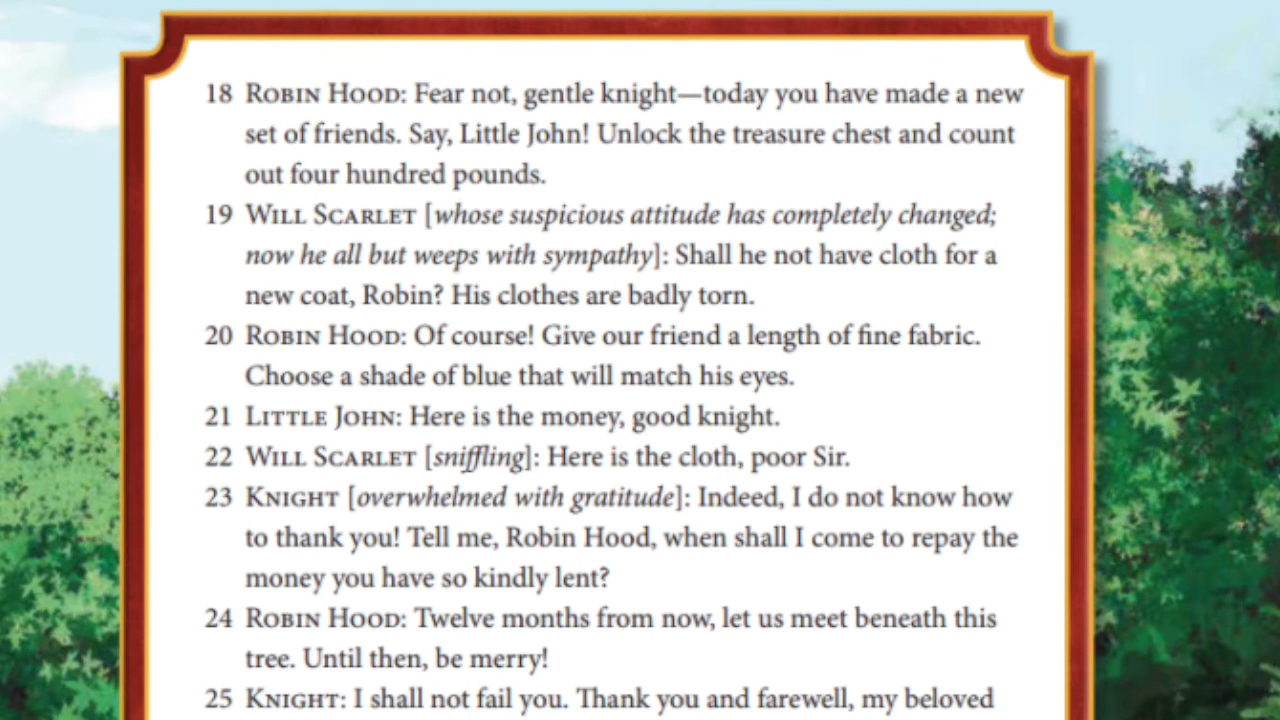 18 ROBIN HOOD: Fear not, gentle knight—today you have made a new
set of friends. Say, Little John! Unlock the treasure chest and count
out four hundred pounds.
19 WILL SCARLET [whose suspicious attitude has completely changed;
now he all but weeps with sympathy]: Shall he not have cloth for a
new coat, Robin? His clothes are badly torn.
20 ROBIN HOOD: Of course! Give our friend a length of fine fabric.
Choose a shade of blue that will match his eyes.
21 LITTLE JOHN: Here is the money, good knight.
22 WILL SCARLET [sniffling]: Here is the cloth, poor Sir.
23 KNIGHT [overwhelmed with gratitude]: Indeed, I do not know how
to thank you! Tell me, Robin Hood, when shall I come to repay the
money you have so kindly lent?
24 ROBIN HOOD: Twelve months from now, let us meet beneath this
tree. Until then, be merry!
25 KNIGHT: I shall not fail you. Thank you and farewell, my beloved